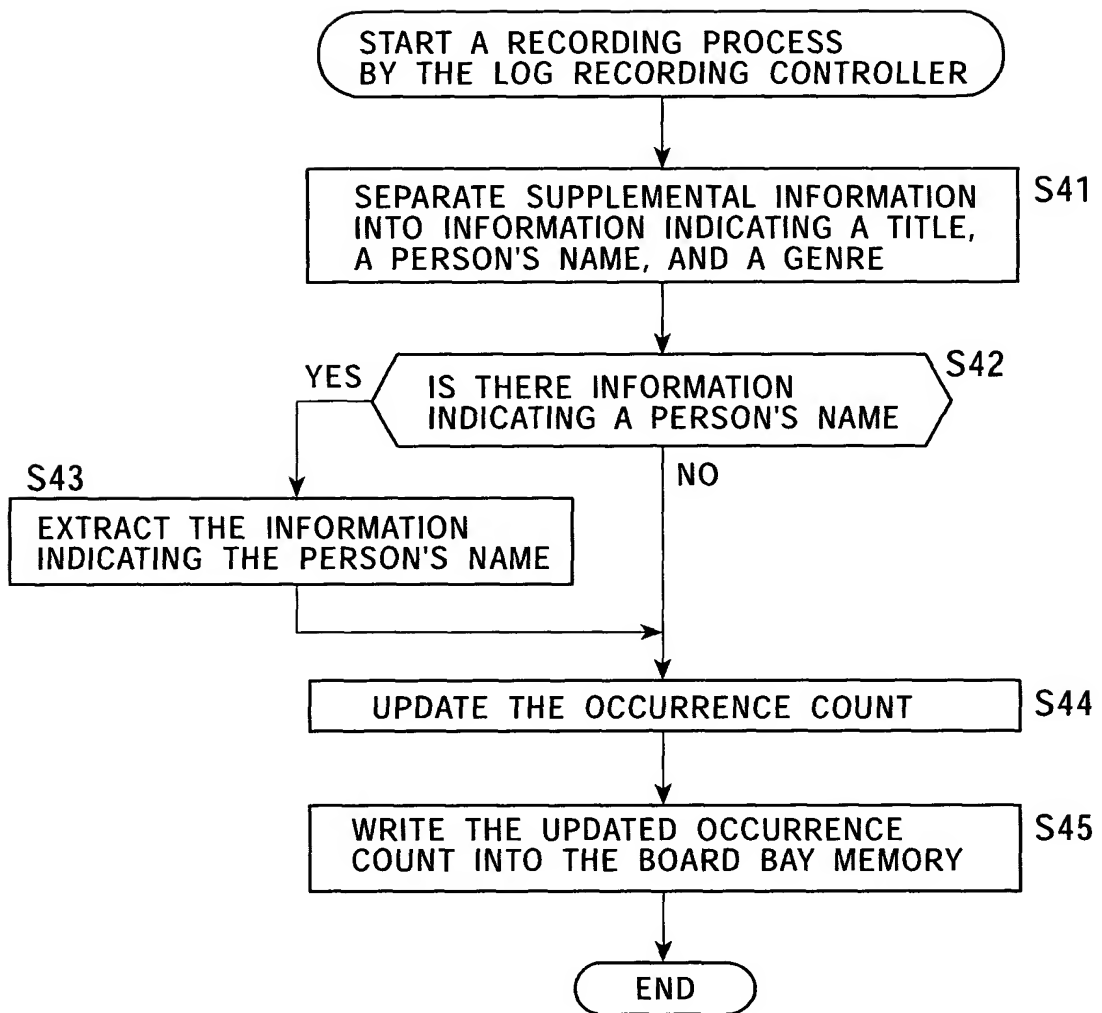 START A RECORDING PROCESS
BY THE LOG RECORDING CONTROLLER
SEPARATE SUPPLEMENTAL INFORMATION
INTO INFORMATION INDICATING A TITLE,
A PERSON'S NAME, AND A GENRE
S41
IS THERE INFORMATION
INDICATING A PERSON'S NAME
S42
YES
NO
S43
EXTRACT THE INFORMATION
INDICATING THE PERSON'S NAME
UPDATE THE OCCURRENCE COUNT
S44
WRITE THE UPDATED OCCURRENCE
COUNT INTO THE BOARD BAY MEMORY
S45
END